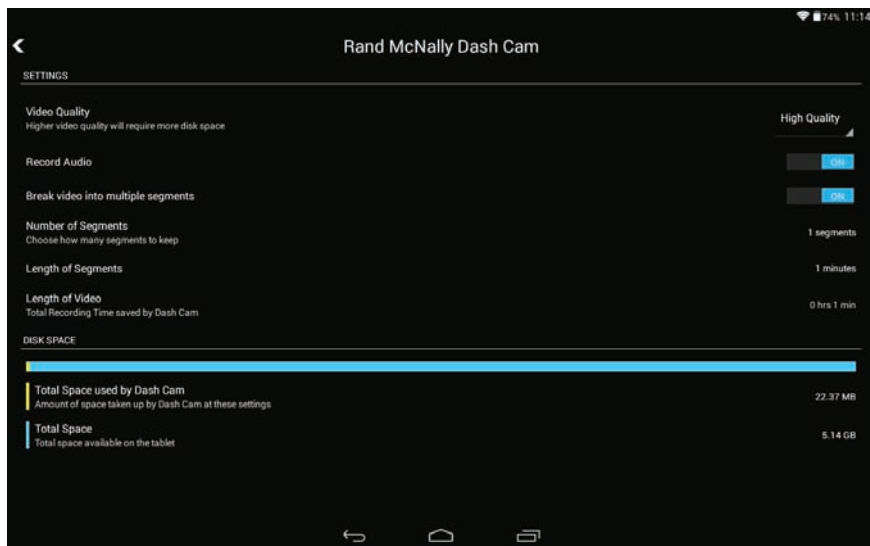 74% 11:14
Rand McNally Dash Cam
SETTINGS
Video Quality
Higher video quality will require more disk space
High Quality
Record Audio
ON
Break video into multiple segments
ON
Number of Segments
Choose how many segments to keep
1 segments
Length of Segments
1 minutes
Length of Video
Total Recording Time saved by Dash Cam
0 hrs 1 min
DISK SPACE
Total Space used by Dash Cam
Amount of space taken up by Dash Cam at these settings
22.37 MB
Total Space
Total space available on the tablet
5.14 GB